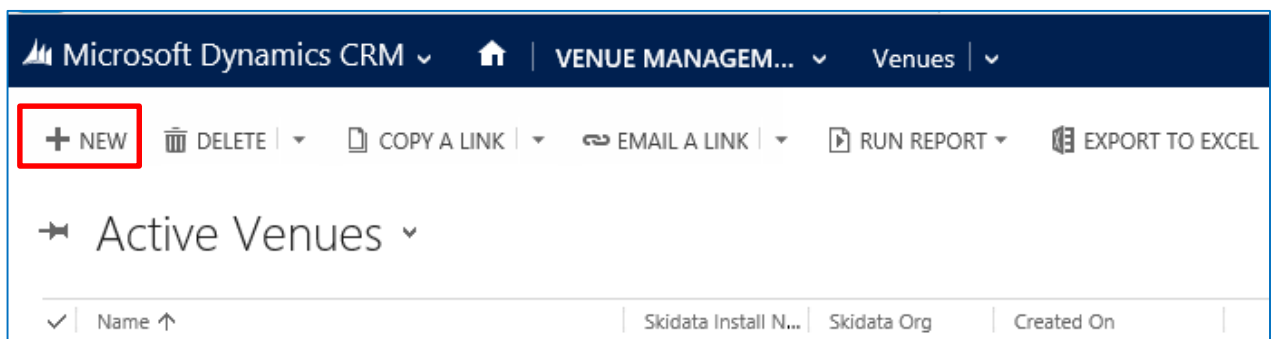 Microsoft Dynamics CRM VENUE MANAGEM... Venues
NEW DELETE COPY A LINK EMAIL A LINK RUN REPORT EXPORT TO EXCEL
Active Venues
Name Skidata Install N... Skidata Org Created On